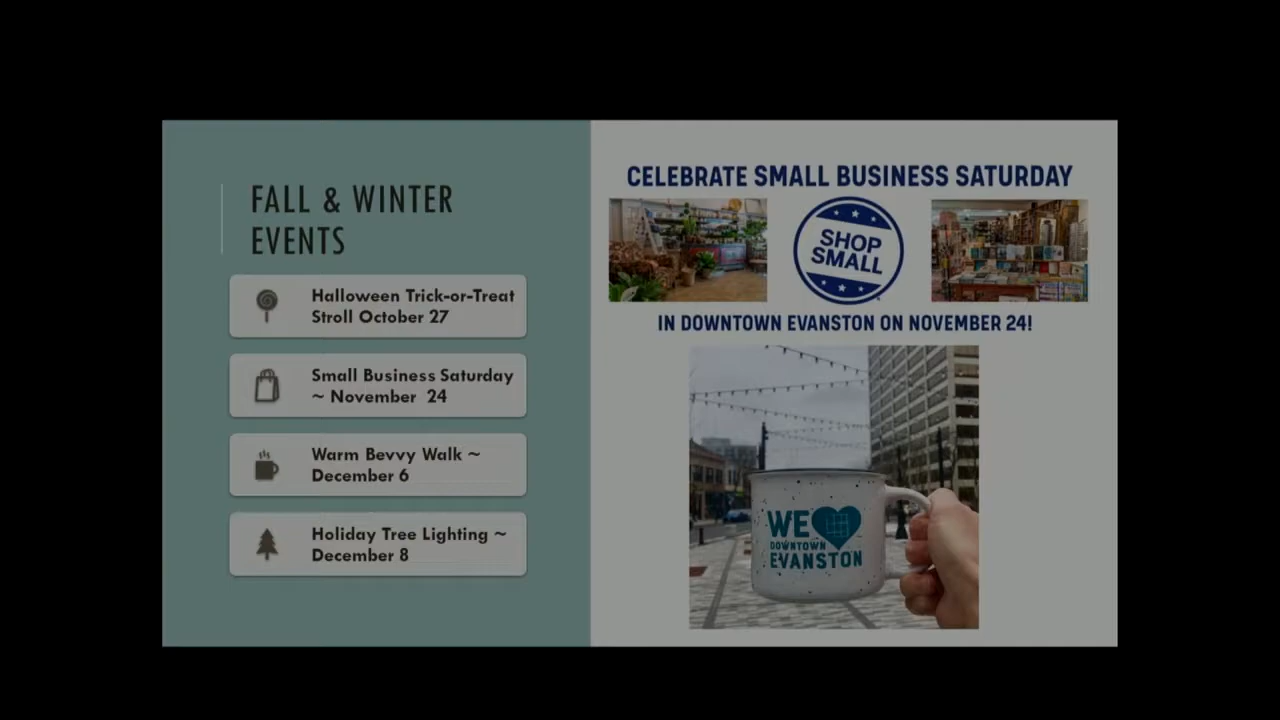 FALL & WINTER
EVENTS
Halloween Trick-or-Treat
Stroll October 27
Small Business Saturday
~ November 24
Warm Bevvy Walk ~
December 6
Holiday Tree Lighting ~
December 8
CELEBRATE SMALL BUSINESS SATURDAY
SHOP
SMALL
IN DOWNTOWN EVANSTON ON NOVEMBER 24!
WE
DOWNTOWN
EVANSTON